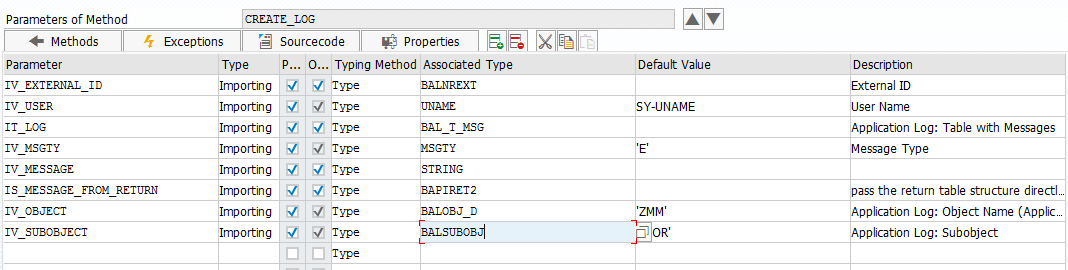 Parameters of Method CREATE_LOG
Methods Exceptions Sourcecode Properties
Parameter Type P... O... Typing Method Associated Type Default Value Description
IV_EXTERNAL_ID Importing Type BALNREXT External ID
IV_USER Importing Type UNAME SY-UNAME User Name
IT_LOG Importing Type BAL_T_MSG Application Log: Table with Messages
IV_MSGTY Importing Type MSGTY 'E' Message Type
IV_MESSAGE Importing Type STRING
IS_MESSAGE_FROM_RETURN Importing Type BAPIRET2 pass the return table structure directl...
IV_OBJECT Importing Type BALOBJ_D 'ZMM' Application Log: Object Name (Applic...
IV_SUBOBJECT Importing Type BALSUBOBJ OR' Application Log: Subobject
Type